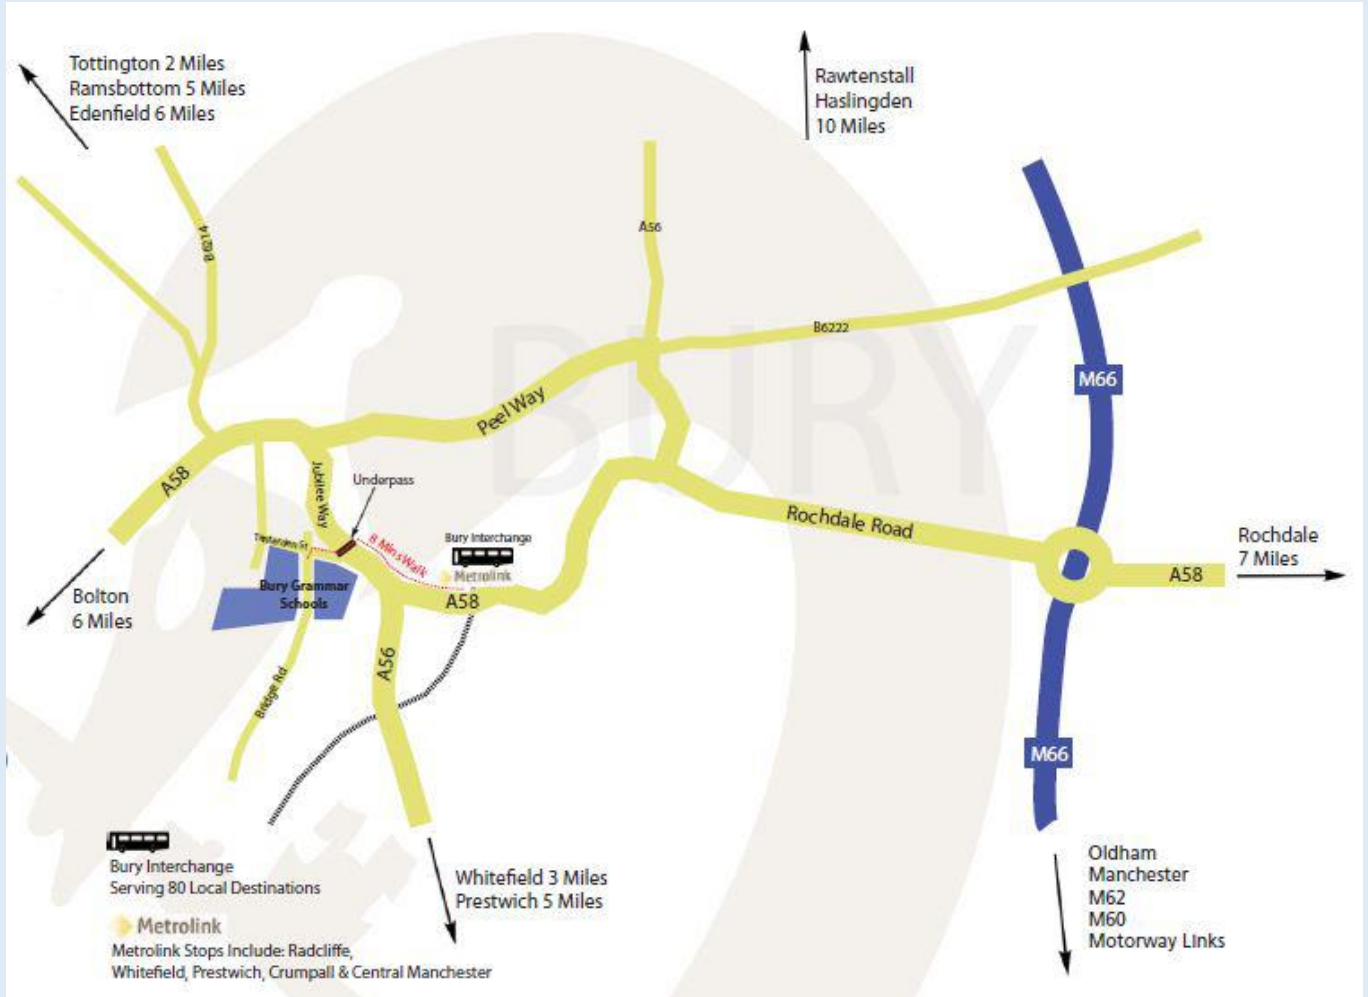 Tottington 2 Miles
Ramsbottom 5 Miles
Edenfield 6 Miles
Rawtenstall
Haslingden
10 Miles
B6214
A56
B6222
BURY
M66
Peel Way
A58
Jubilee Way
Underpass
8 Mins Walk
Bury Interchange
Metrolink
Rochdale Road
Rochdale
7 Miles
A58
Tenterden St
Bury Grammar
Schools
A58
Bolton
6 Miles
A56
Bridge Rd
M66
Bury Interchange
Serving 80 Local Destinations
Metrolink
Metrolink Stops Include: Radcliffe,
Whitefield, Prestwich, Crumpall & Central Manchester
Whitefield 3 Miles
Prestwich 5 Miles
Oldham
Manchester
M62
M60
Motorway Links